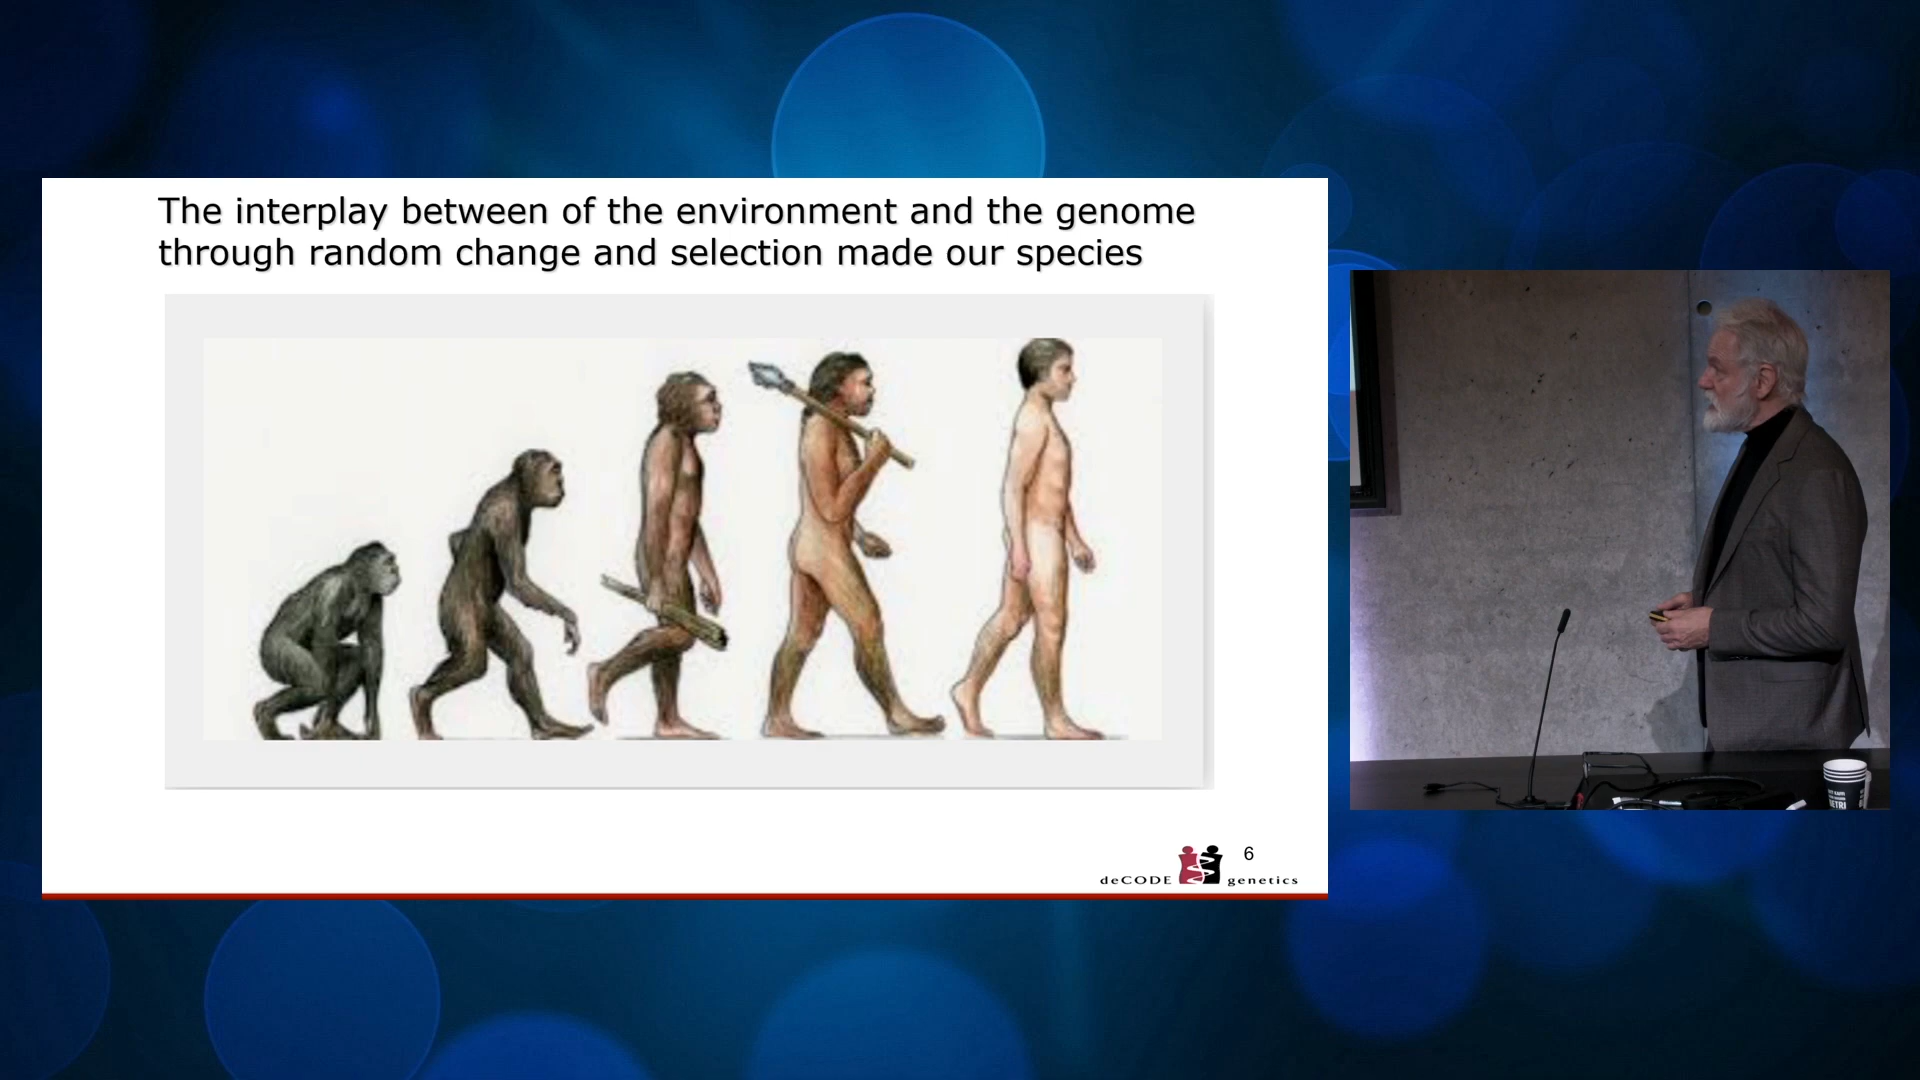 The interplay between of the environment and the genome
through random change and selection made our species
6
deCODE genetics